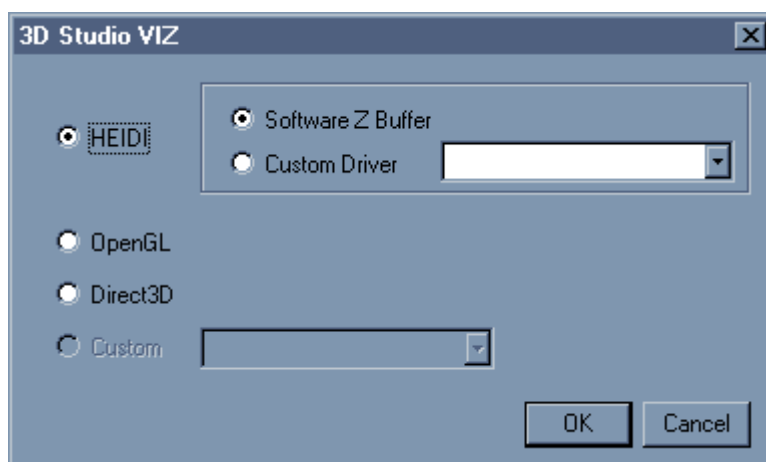 3D Studio VIZ
HEIDI
Software Z Buffer
Custom Driver
OpenGL
Direct3D
Custom
OK
Cancel